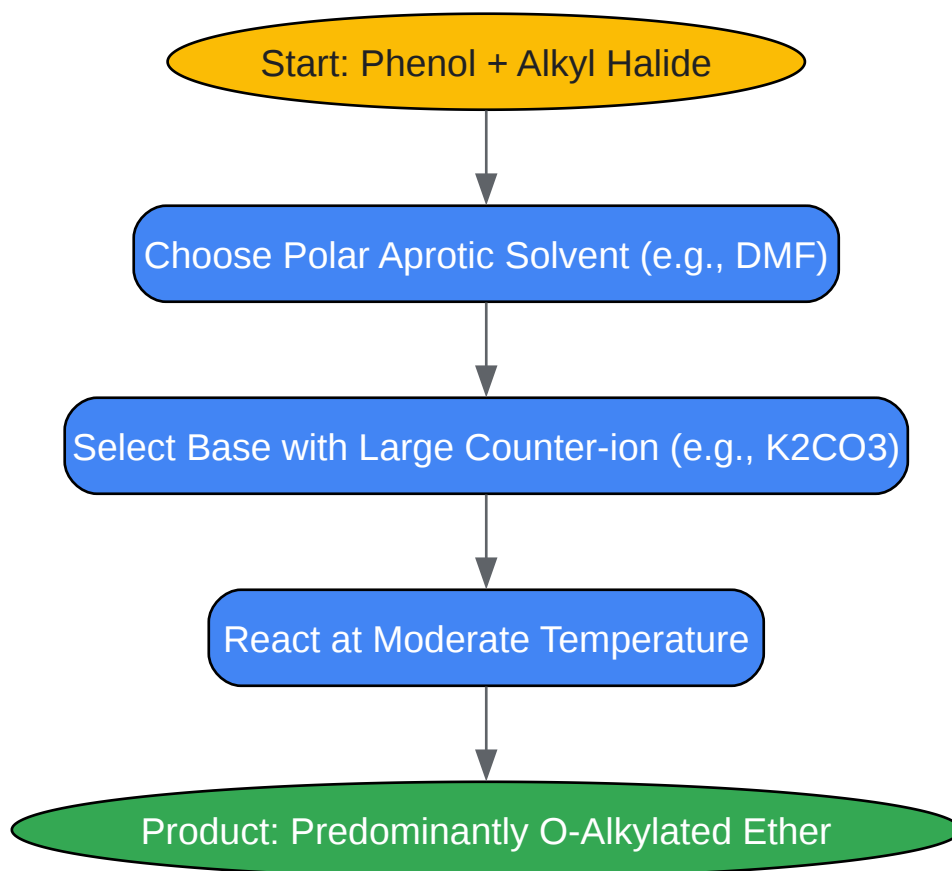 Start: Phenol + Alkyl Halide
Choose Polar Aprotic Solvent (e.g., DMF)
Select Base with Large Counter-ion (e.g., K2CO3)
React at Moderate Temperature
Product: Predominantly O-Alkylated Ether